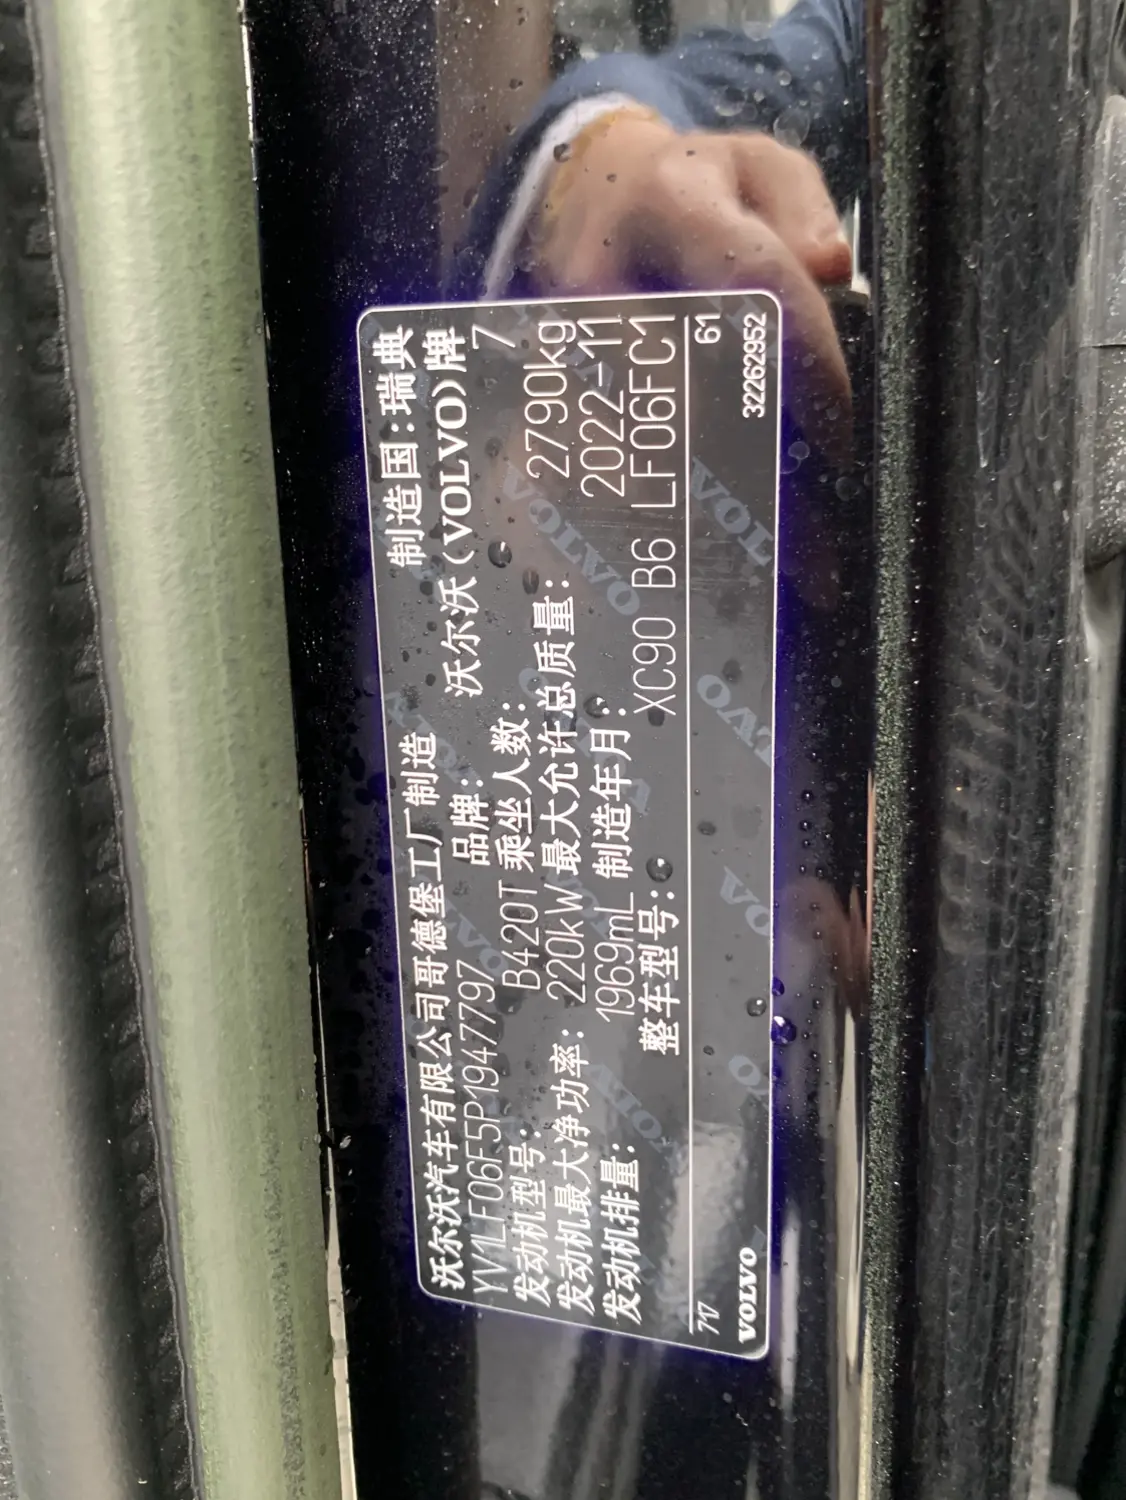 沃尔沃汽车有限公司哥德堡工厂制造 制造国:瑞典
YV1LF06F5P1947797 品牌: 沃尔沃(VOLVO)牌
发动机型号: B420T 乘坐人数: 7
发动机最大净功率: 220kW 最大允许总质量: 2790kg
发动机排量: 1969mL 制造年月: 2022-11
整车型号: XC90 B6 LF06FC1
717 61
VOLVO 32262952